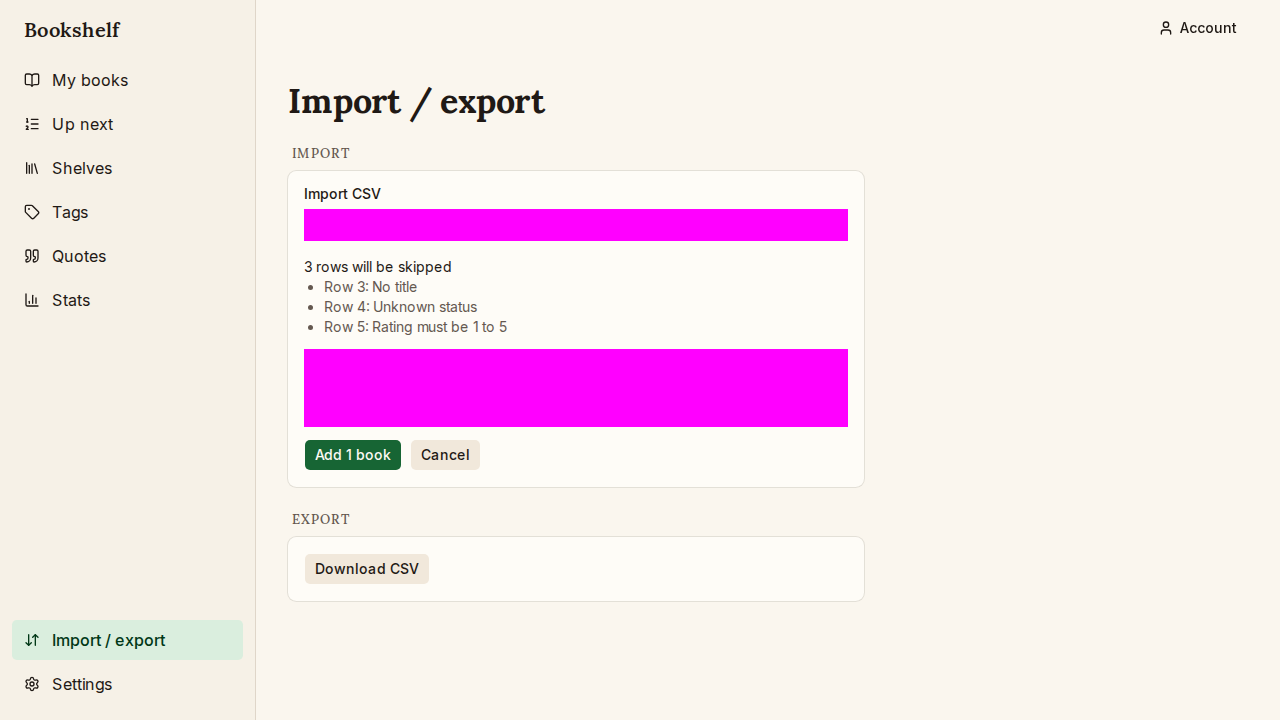 Bookshelf
Account
My books
Up next
Shelves
Tags
Quotes
Stats
Import / export
Settings
Import / export
IMPORT
Import CSV
3 rows will be skipped
Row 3: No title
Row 4: Unknown status
Row 5: Rating must be 1 to 5
Add 1 book
Cancel
EXPORT
Download CSV